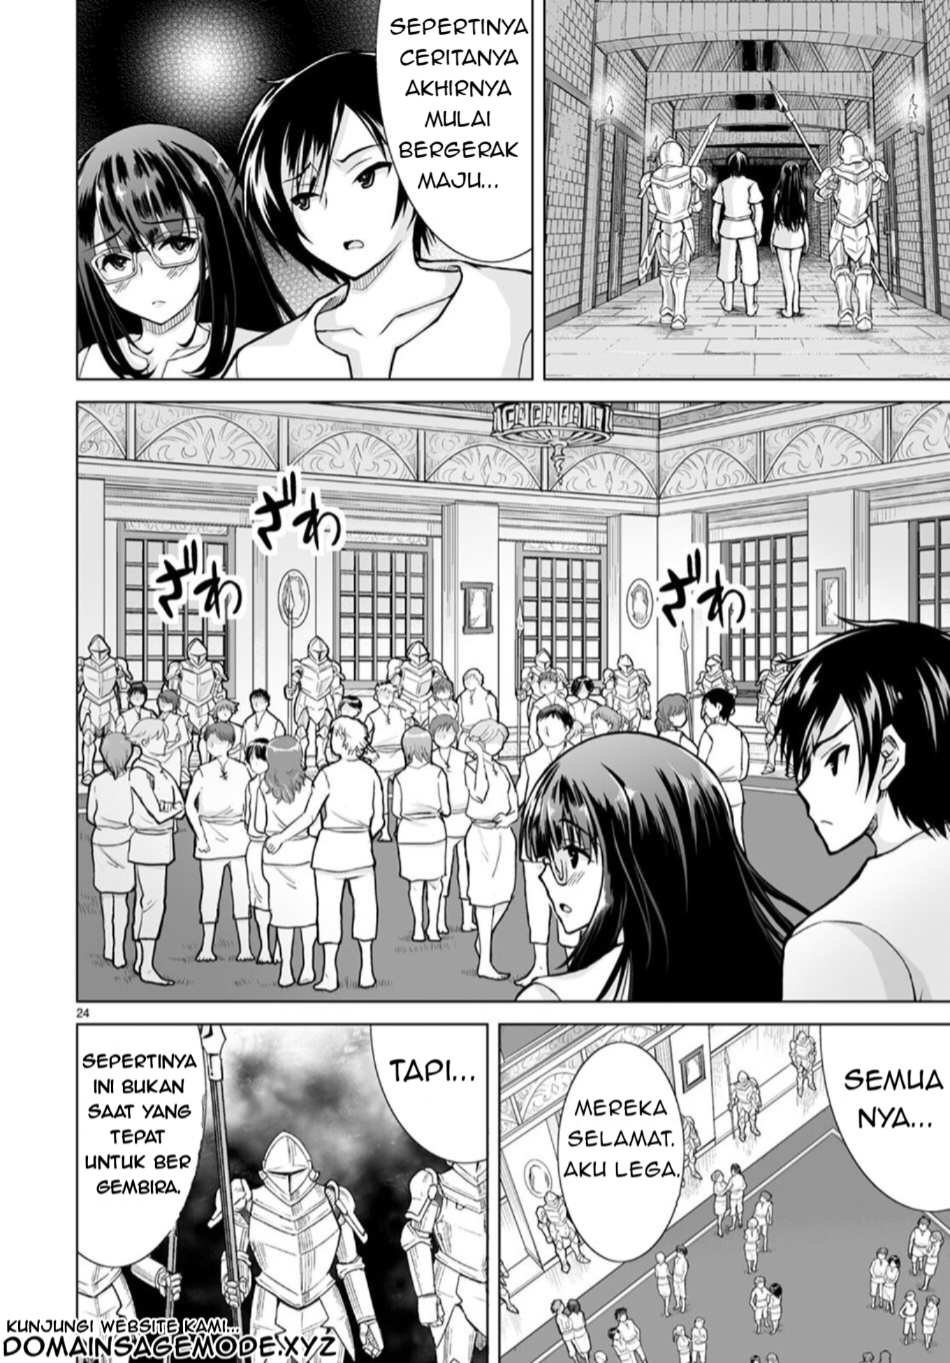 SEPERTINYA
CERITANYA
AKHIRNYA
MULAI
BERGERAK
MAJU...
ざわ
ざわ
ざわ
24
SEMUA
NYA...
MEREKA
SELAMAT.
AKU LEGA.
TAPI...
SEPERTINYA
INI BUKAN
SAAT YANG
TEPAT
UNTUK BER
GEMBIRA.
KUNJUNGI WEBSITE KAMI...
DOMAINSAGEMODE.XYZ